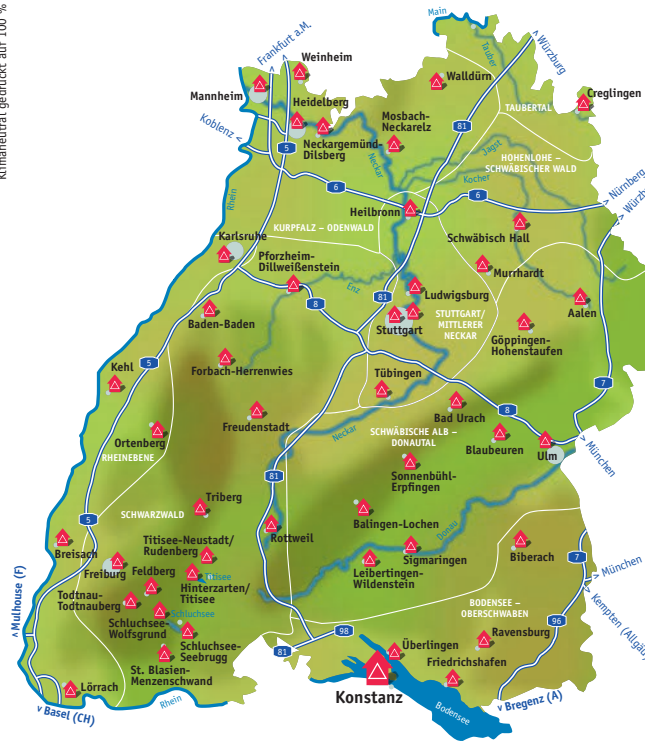 klimaneutral gedruckt auf 100 %
Main
Frankfurt a.M.
Weinheim
Tauber
Würzburg
Walldürn
Creglingen
Mannheim
Heidelberg
TAUBERTAL
Koblenz
Mosbach-
Neckarelz
81
5
Neckargemünd-
Dilsberg
Neckar
Jagst
HOHENLOHE –
SCHWÄBISCHER WALD
Kocher
6
6
Nürnberg
Würzb
Rhein
Heilbronn
KURPFALZ – ODENWALD
Schwäbisch Hall
Karlsruhe
Pforzheim-
Dillweißenstein
Murrhardt
Enz
81
Ludwigsburg
Aalen
8
Baden-Baden
STUTTGART/
MITTLERER
NECKAR
Stuttgart
Göppingen-
Hohenstaufen
5
Kehl
Forbach-Herrenwies
Tübingen
7
Freudenstadt
Bad Urach
8
Ortenberg
Neckar
SCHWÄBISCHE ALB –
DONAUTAL
Blaubeuren
Ulm
München
RHEINEBENE
81
Sonnenbühl-
Erpfingen
Triberg
SCHWARZWALD
Balingen-Lochen
5
Rottweil
Donau
Breisach
Titisee-Neustadt/
Rudenberg
Sigmaringen
Biberach
7
Freiburg
Feldberg
Titisee
Hinterzarten/
Titisee
Leibertingen-
Wildenstein
München
Kempten (Allgäu
Mulhouse (F)
Todtnau-
Todtnauberg
Schluchsee
BODENSEE –
OBERSCHWABEN
Schluchsee-
Wolfsgrund
98
96
Ravensburg
Schluchsee-
Seebrugg
81
Überlingen
St. Blasien-
Menzenschwand
Friedrichshafen
Lörrach
Konstanz
Rhein
Bodensee
Basel (CH)
Bregenz (A)